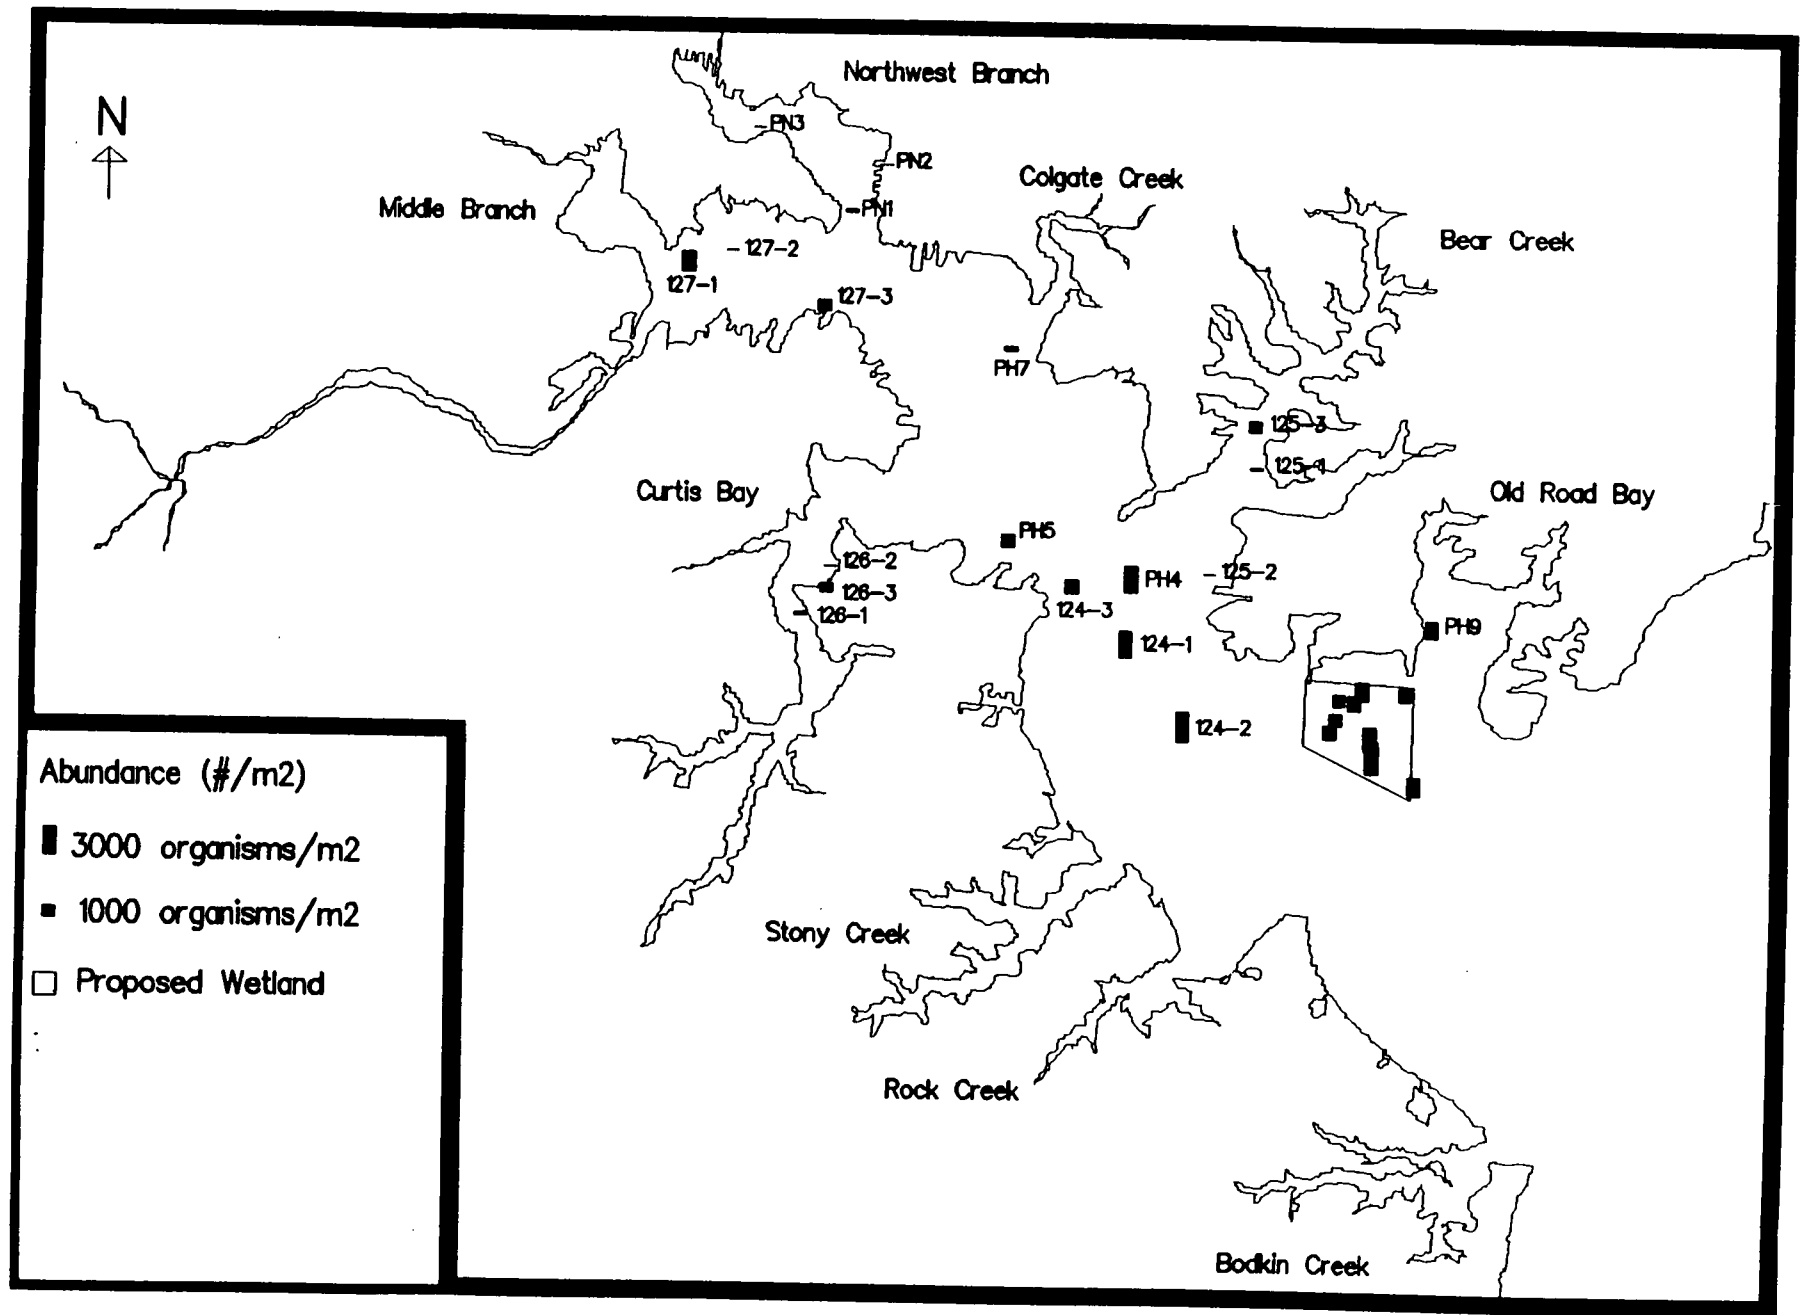 Northwest Branch
N
PN3
PN2
Colgate Creek
Middle Branch
PN1
Bear Creek
127-2
127-1
127-3
PH7
125-3
125-1
Curtis Bay
Old Road Bay
PH5
126-2
125-2
PH4
126-3
124-3
126-1
PH9
124-1
124-2
Abundance (#/m2)
3000 organisms/m2
1000 organisms/m2
Proposed Wetland
Stony Creek
Rock Creek
Bodkin Creek